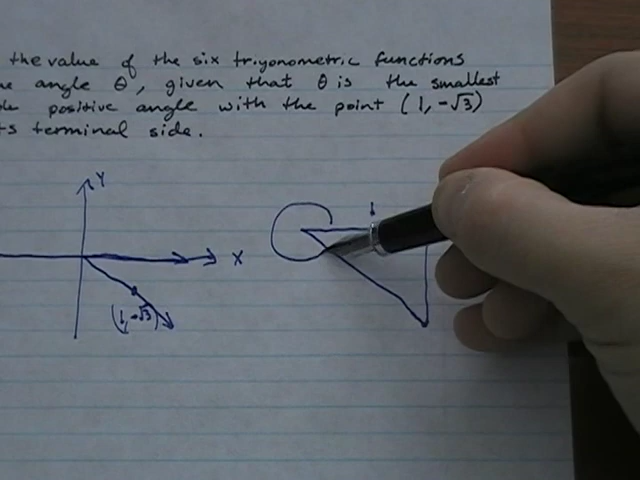 the value of the six trigonometric functions
angle θ, given that θ is the smallest
positive angle with the point (1, -√3)
terminal side.
Y
X
(1, -√3)
1